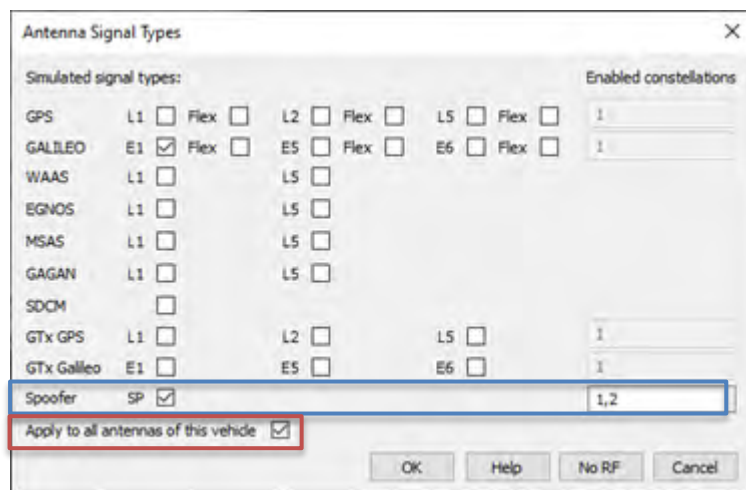 Antenna Signal Types
Simulated signal types: Enabled constellations
GPS L1 Flex L2 Flex L5 Flex 1
GALILEO E1 Flex E5 Flex E6 Flex 1
WAAS L1 L5
EGNOS L1 L5
MSAS L1 L5
GAGAN L1 L5
SDCM
GTx GPS L1 L2 L5 1
GTx Galileo E1 E5 E6 1
Spoofer SP 1,2
Apply to all antennas of this vehicle
OK Help No RF Cancel